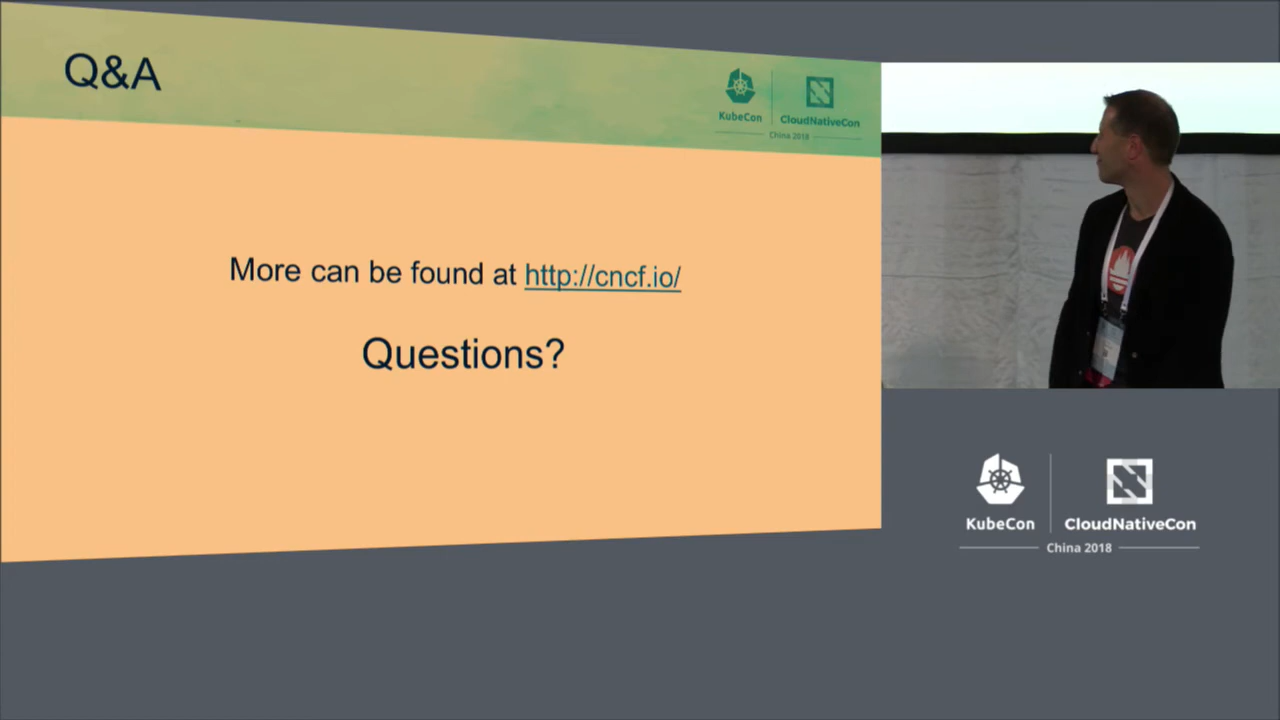 Q&A
KubeCon
CloudNativeCon
China 2018
More can be found at http://cncf.io/
Questions?
KubeCon
CloudNativeCon
China 2018